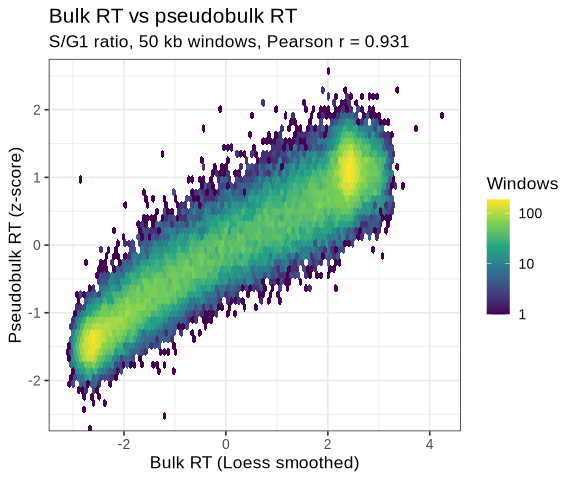 Bulk RT vs pseudobulk RT
S/G1 ratio, 50 kb windows, Pearson r = 0.931
Pseudobulk RT (z-score)
2
1
0
-1
-2
-2
0
2
4
Bulk RT (Loess smoothed)
Windows
100
10
1